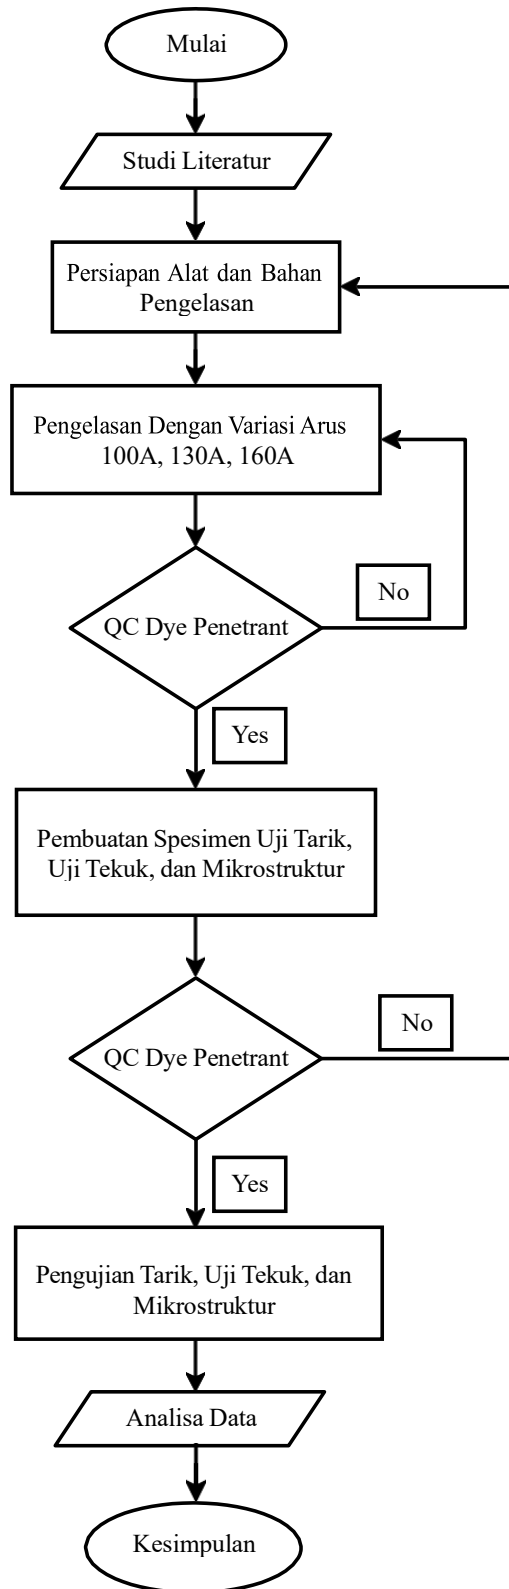 Mulai
Studi Literatur
Persiapan Alat dan Bahan
Pengelasan
Pengelasan Dengan Variasi Arus
100A, 130A, 160A
No
QC Dye Penetrant
Yes
Pembuatan Spesimen Uji Tarik,
Uji Tekuk, dan Mikrostruktur
No
QC Dye Penetrant
Yes
Pengujian Tarik, Uji Tekuk, dan
Mikrostruktur
Analisa Data
Kesimpulan